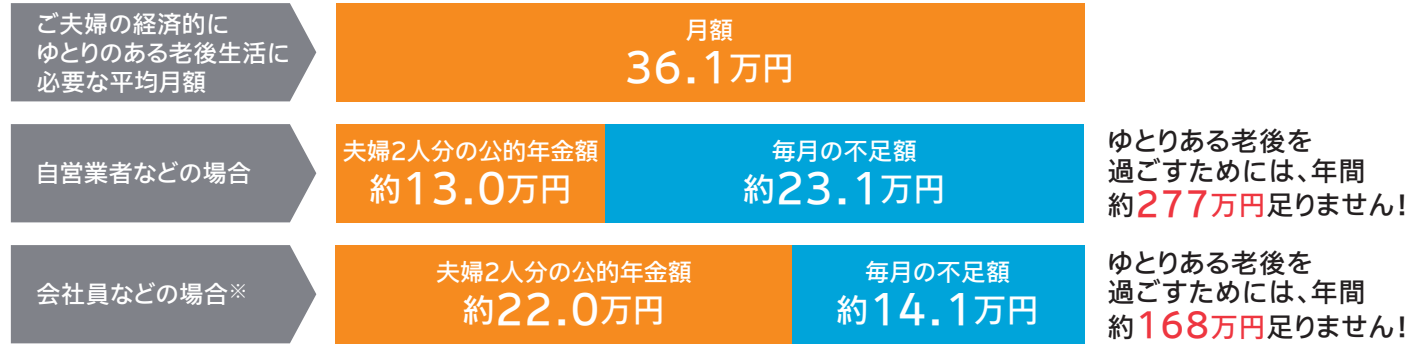 ご夫婦の経済的に
ゆとりのある老後生活に
必要な平均月額
月額
36.1万円
自営業者などの場合
夫婦2人分の公的年金額
約13.0万円
毎月の不足額
約23.1万円
ゆとりある老後を
過ごすためには、年間
約277万円足りません!
会社員などの場合※
夫婦2人分の公的年金額
約22.0万円
毎月の不足額
約14.1万円
ゆとりある老後を
過ごすためには、年間
約168万円足りません!